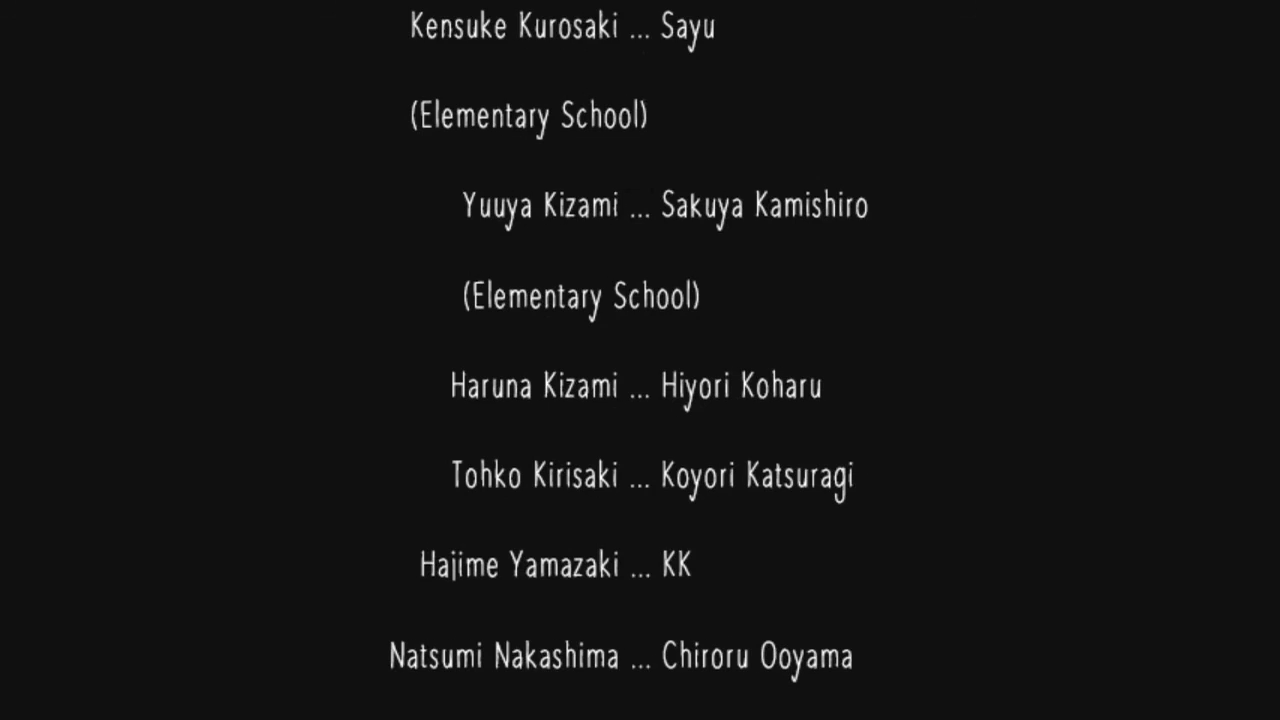 Kensuke Kurosaki ... Sayu
(Elementary School)
Yuuya Kizami ... Sakuya Kamishiro
(Elementary School)
Haruna Kizami ... Hiyori Koharu
Tohko Kirisaki ... Koyori Katsuragi
Hajime Yamazaki ... KK
Natsumi Nakashima ... Chiroru Ooyama